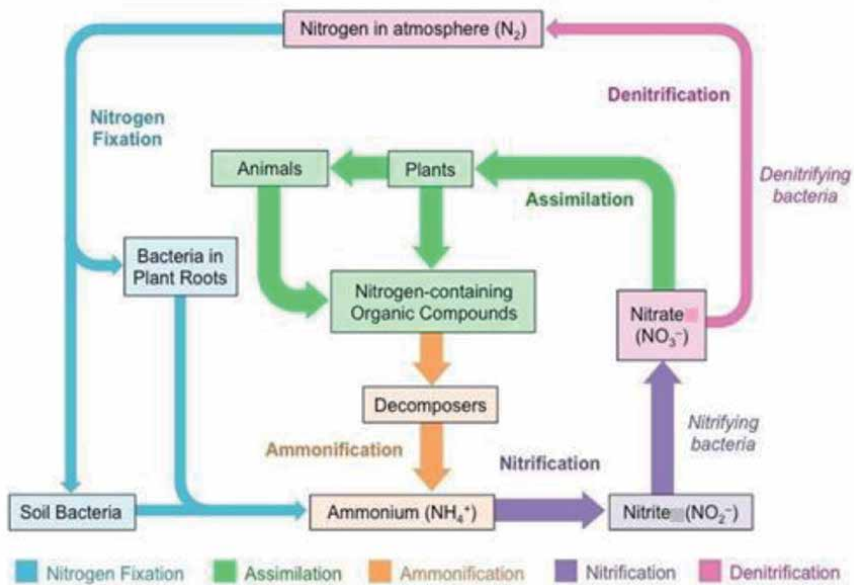 Nitrogen in atmosphere (N₂)
Nitrogen
Fixation
Denitrification
Animals
Plants
Assimilation
Denitrifying
bacteria
Bacteria in
Plant Roots
Nitrogen-containing
Organic Compounds
Nitrate
(NO₃⁻)
Decomposers
Ammonification
Nitrification
Nitrifying
bacteria
Soil Bacteria
Ammonium (NH₄⁺)
Nitrite (NO₂⁻)
Nitrogen Fixation
Assimilation
Ammonification
Nitrification
Denitrification